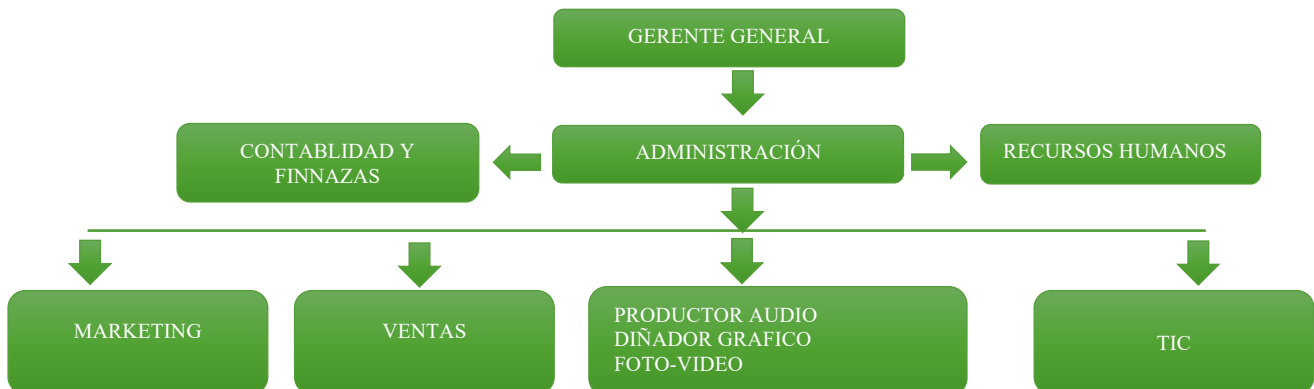 GERENTE GENERAL
CONTABLIDAD Y
FINNAZAS
ADMINISTRACIÓN
RECURSOS HUMANOS
MARKETING
VENTAS
PRODUCTOR AUDIO
DIÑADOR GRAFICO
FOTO-VIDEO
TIC